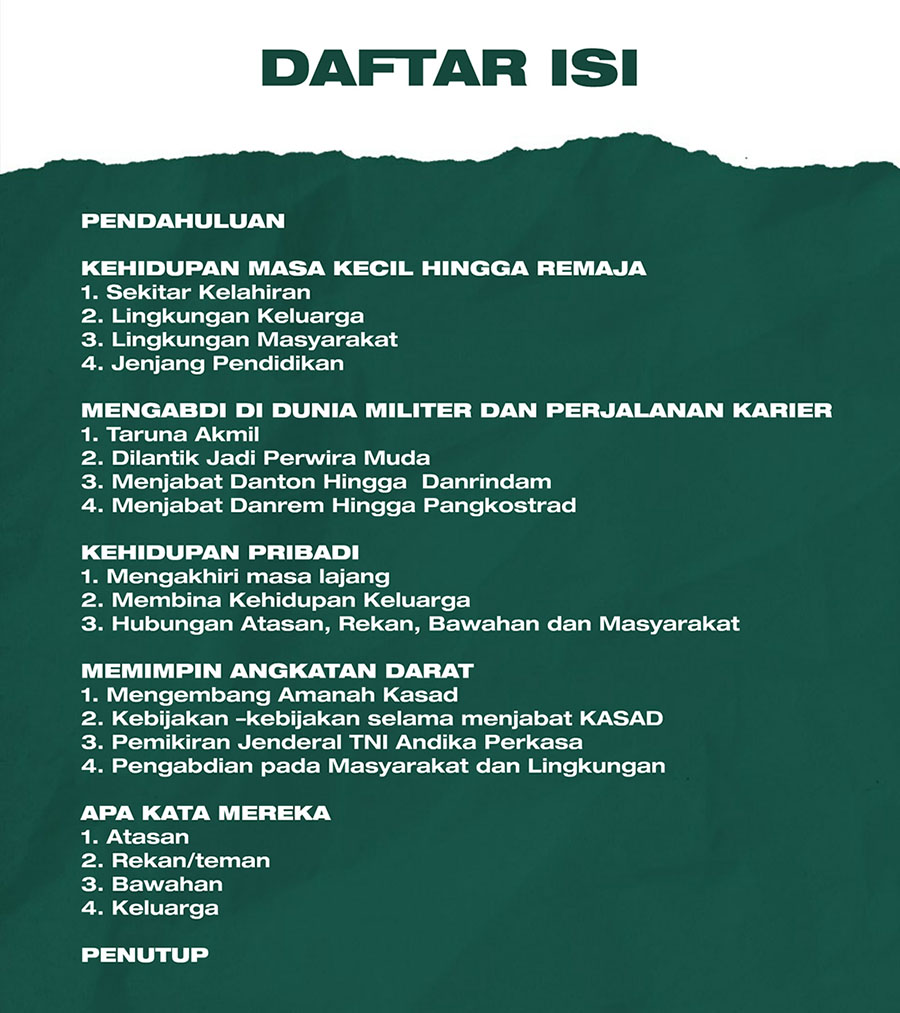 DAFTAR ISI
PENDAHULUAN
KEHIDUPAN MASA KECIL HINGGA REMAJA
1. Sekitar Kelahiran
2. Lingkungan Keluarga
3. Lingkungan Masyarakat
4. Jenjang Pendidikan
MENGABDI DI DUNIA MILITER DAN PERJALANAN KARIER
1. Taruna Akmil
2. Dilantik Jadi Perwira Muda
3. Menjabat Danton Hingga  Danrindam
4. Menjabat Danrem Hingga Pangkostrad
KEHIDUPAN PRIBADI
1. Mengakhiri masa lajang
2. Membina Kehidupan Keluarga
3. Hubungan Atasan, Rekan, Bawahan dan Masyarakat
MEMIMPIN ANGKATAN DARAT
1. Mengembang Amanah Kasad
2. Kebijakan –kebijakan selama menjabat KASAD
3. Pemikiran Jenderal TNI Andika Perkasa
4. Pengabdian pada Masyarakat dan Lingkungan
APA KATA MEREKA
1. Atasan
2. Rekan/teman
3. Bawahan
4. Keluarga
PENUTUP